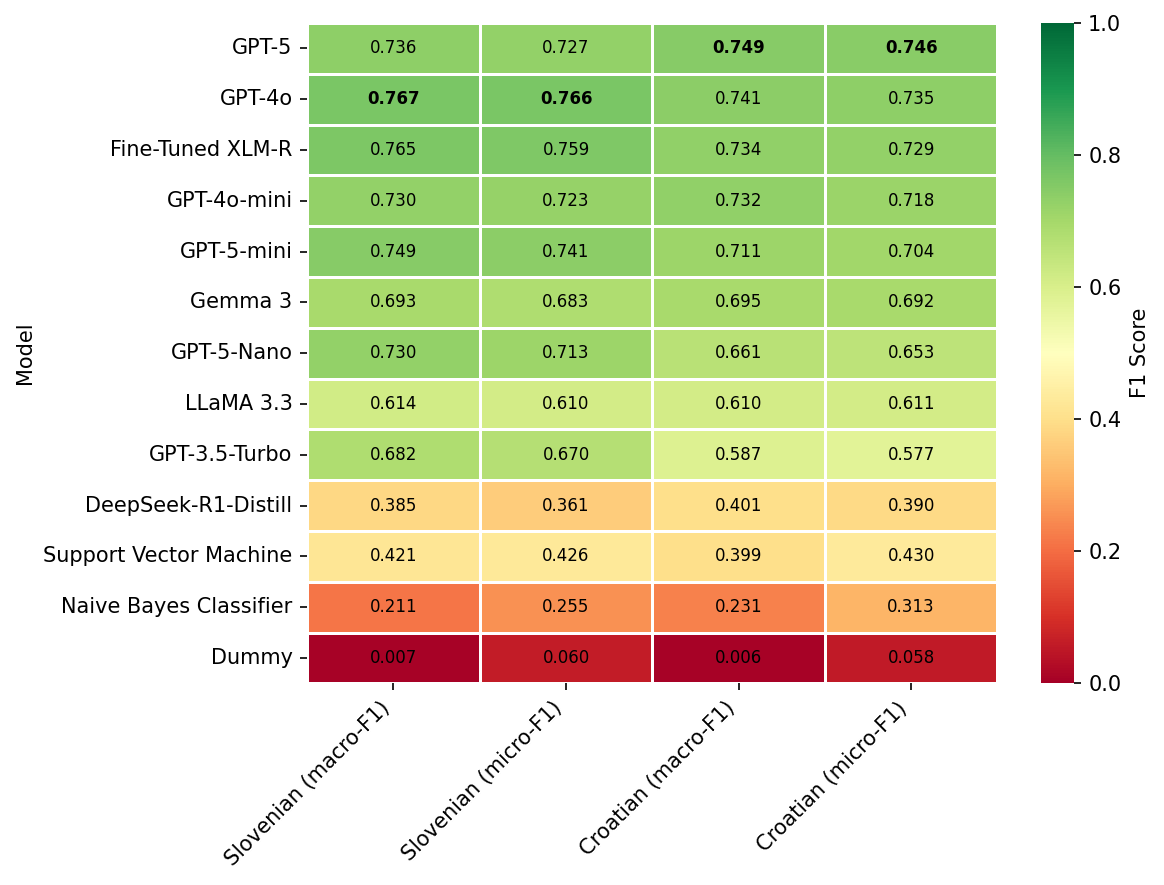 GPT-5 0.736 0.727 0.749 0.746
GPT-4o 0.767 0.766 0.741 0.735
Fine-Tuned XLM-R 0.765 0.759 0.734 0.729
GPT-4o-mini 0.730 0.723 0.732 0.718
GPT-5-mini 0.749 0.741 0.711 0.704
Gemma 3 0.693 0.683 0.695 0.692
GPT-5-Nano 0.730 0.713 0.661 0.653
LLaMA 3.3 0.614 0.610 0.610 0.611
GPT-3.5-Turbo 0.682 0.670 0.587 0.577
DeepSeek-R1-Distill 0.385 0.361 0.401 0.390
Support Vector Machine 0.421 0.426 0.399 0.430
Naive Bayes Classifier 0.211 0.255 0.231 0.313
Dummy 0.007 0.060 0.006 0.058
Model
Slovenian (macro-F1)
Slovenian (micro-F1)
Croatian (macro-F1)
Croatian (micro-F1)
1.0
0.8
0.6
0.4
0.2
0.0
F1 Score